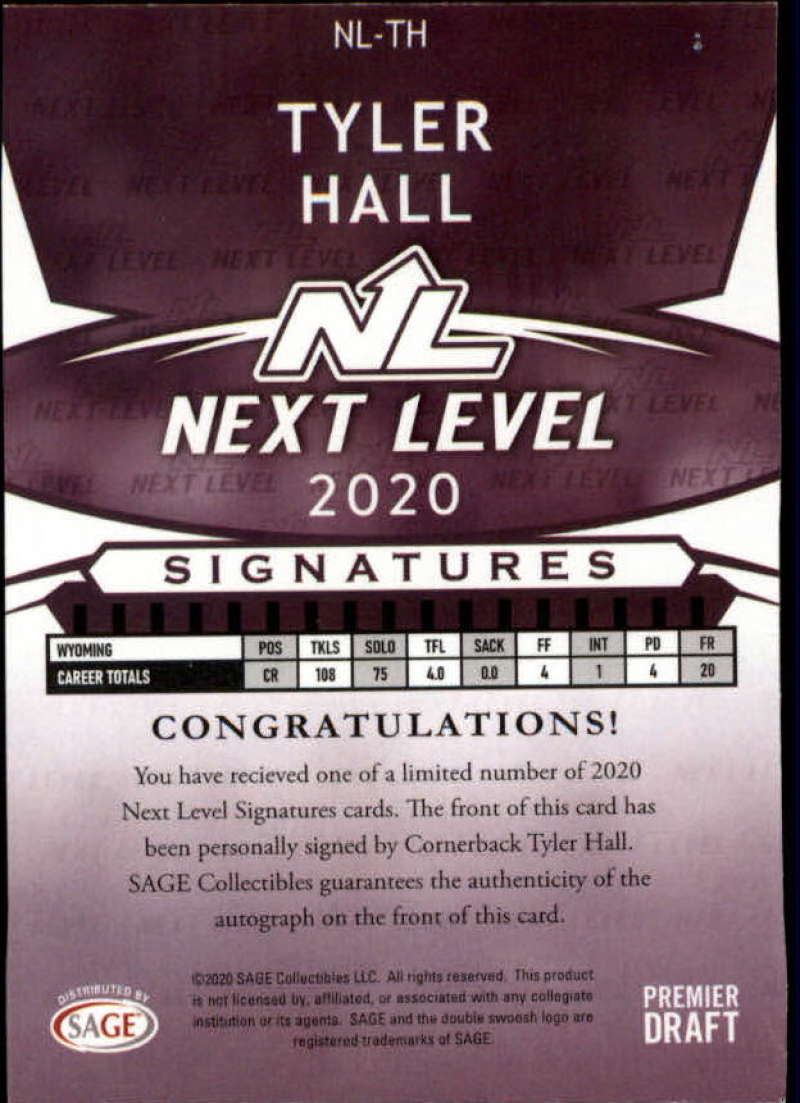 NL-TH
TYLER
HALL
NL
NEXT LEVEL
2020
SIGNATURES
WYOMING POS TKLS SOLO TFL SACK FF INT PD FR
CAREER TOTALS CR 108 75 4.0 0.0 4 1 4 20
CONGRATULATIONS!
You have recieved one of a limited number of 2020
Next Level Signatures cards. The front of this card has
been personally signed by Cornerback Tyler Hall.
SAGE Collectibles guarantees the authenticity of the
autograph on the front of this card.
DISTRIBUTED BY
SAGE
©2020 SAGE Collectibles LLC. All rights reserved. This product
is not licensed by, affiliated, or associated with any collegiate
institution or its agents. SAGE and the double swoosh logo are
registered trademarks of SAGE.
PREMIER
DRAFT